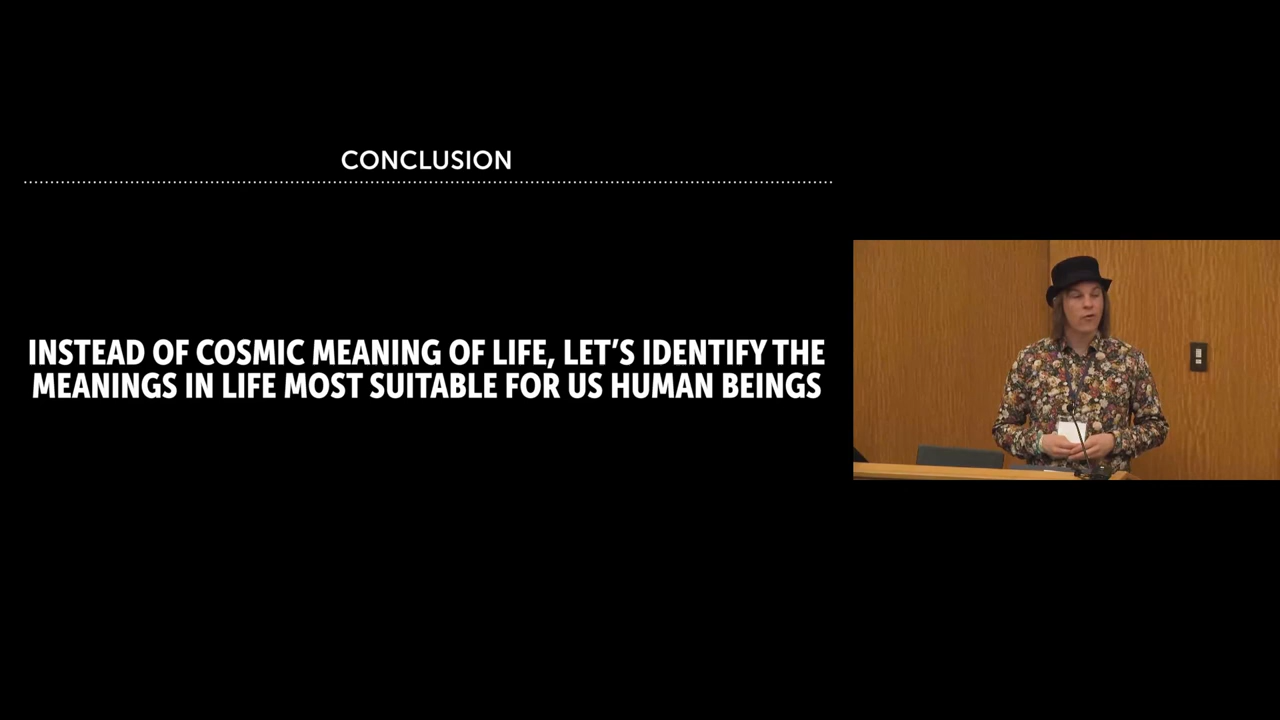 CONCLUSION
INSTEAD OF COSMIC MEANING OF LIFE, LET'S IDENTIFY THE
MEANINGS IN LIFE MOST SUITABLE FOR US HUMAN BEINGS